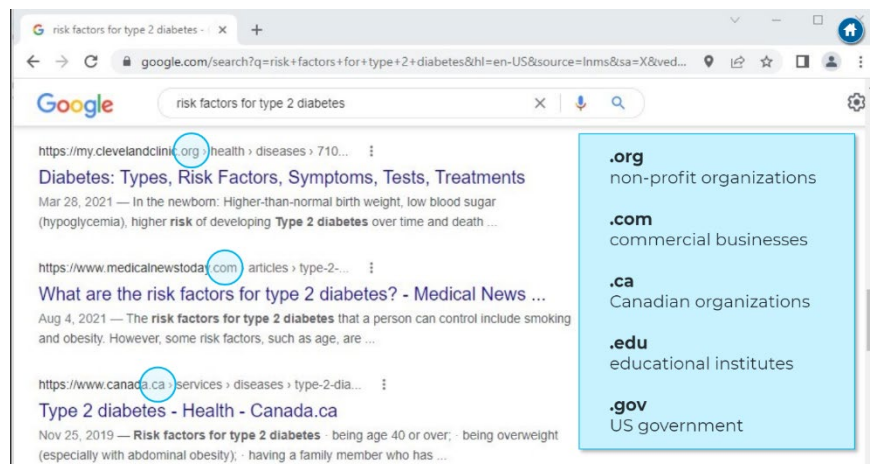 risk factors for type 2 diabetes -
google.com/search?q=risk+factors+for+type+2+diabetes&hl=en-US&source=lnms&sa=X&ved...
Google
risk factors for type 2 diabetes
https://my.clevelandclinic.org › health › diseases › 710...
Diabetes: Types, Risk Factors, Symptoms, Tests, Treatments
Mar 28, 2021 — In the newborn: Higher-than-normal birth weight, low blood sugar
(hypoglycemia), higher risk of developing Type 2 diabetes over time and death ...
https://www.medicalnewstoday.com › articles › type-2-...
What are the risk factors for type 2 diabetes? - Medical News ...
Aug 4, 2021 — The risk factors for type 2 diabetes that a person can control include smoking
and obesity. However, some risk factors, such as age, are ...
https://www.canada.ca › services › diseases › type-2-dia...
Type 2 diabetes - Health - Canada.ca
Nov 25, 2019 — Risk factors for type 2 diabetes · being age 40 or over; · being overweight
(especially with abdominal obesity); · having a family member who has ...
.org
non-profit organizations
.com
commercial businesses
.ca
Canadian organizations
.edu
educational institutes
.gov
US government